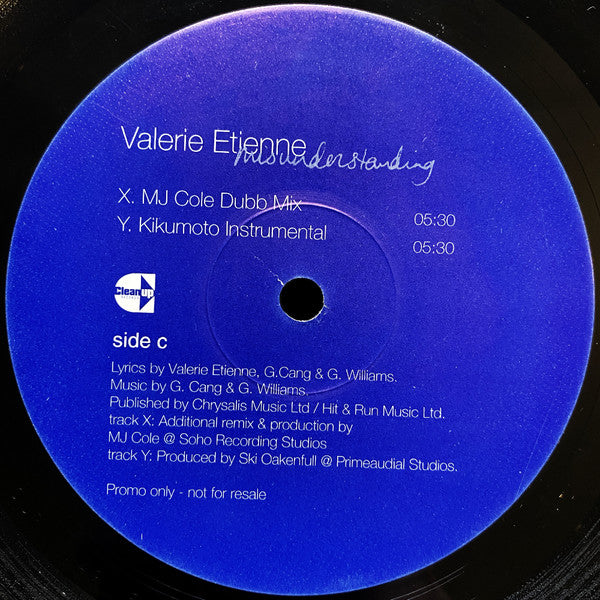 Valerie Etienne
misunderstanding
X. MJ Cole Dubb Mix 05:30
Y. Kikumoto Instrumental 05:30
Clean up
RECORDS
side c
Lyrics by Valerie Etienne, G.Cang & G. Williams.
Music by G. Cang & G. Williams.
Published by Chrysalis Music Ltd / Hit & Run Music Ltd.
track X: Additional remix & production by
MJ Cole @ Soho Recording Studios
track Y: Produced by Ski Oakenfull @ Primeaudial Studios.
Promo only - not for resale